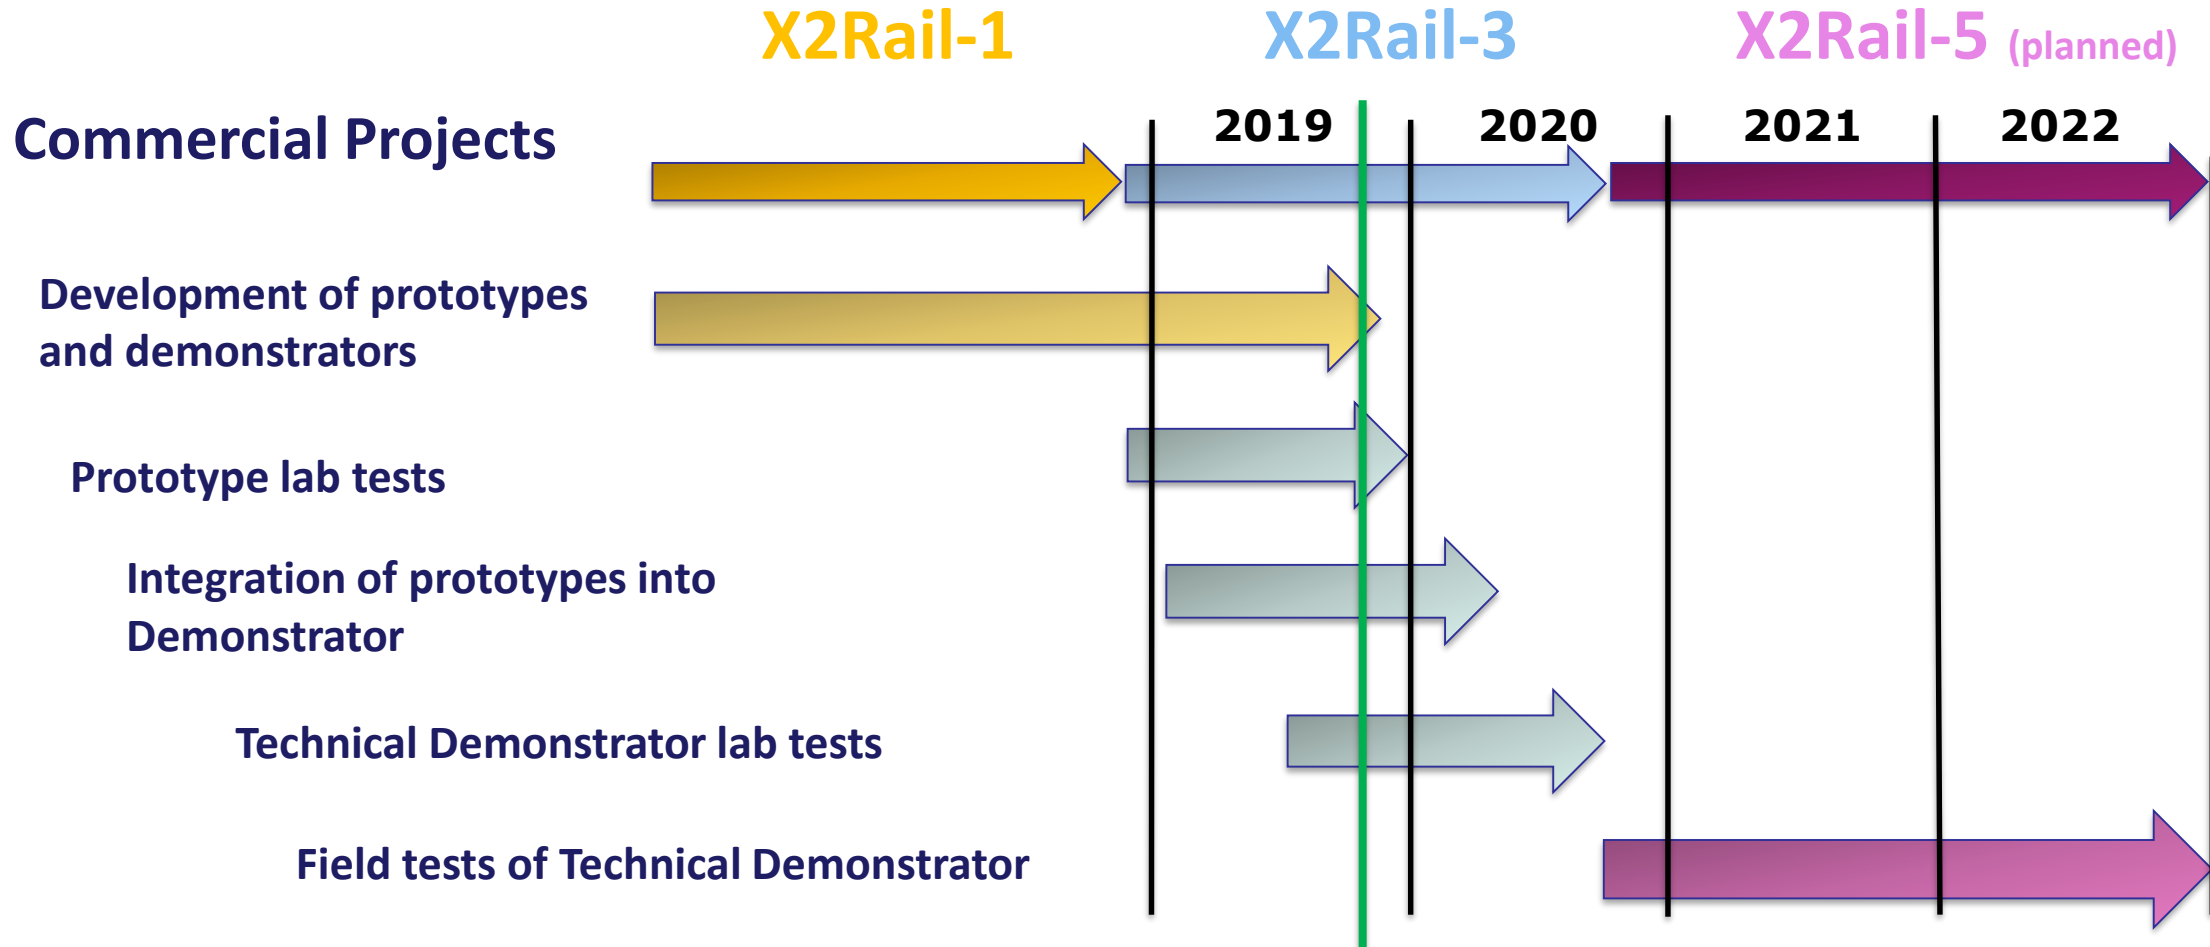 X2Rail-1 X2Rail-3 X2Rail-5 (planned)
Commercial Projects
2019 2020 2021 2022
Development of prototypes
and demonstrators
Prototype lab tests
Integration of prototypes into
Demonstrator
Technical Demonstrator lab tests
Field tests of Technical Demonstrator